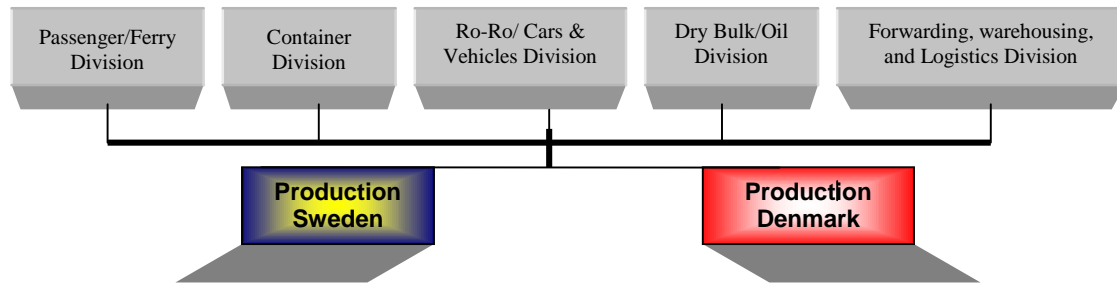 Passenger/Ferry
Division
Container
Division
Ro-Ro/ Cars &
Vehicles Division
Dry Bulk/Oil
Division
Forwarding, warehousing,
and Logistics Division
Production
Sweden
Production
Denmark